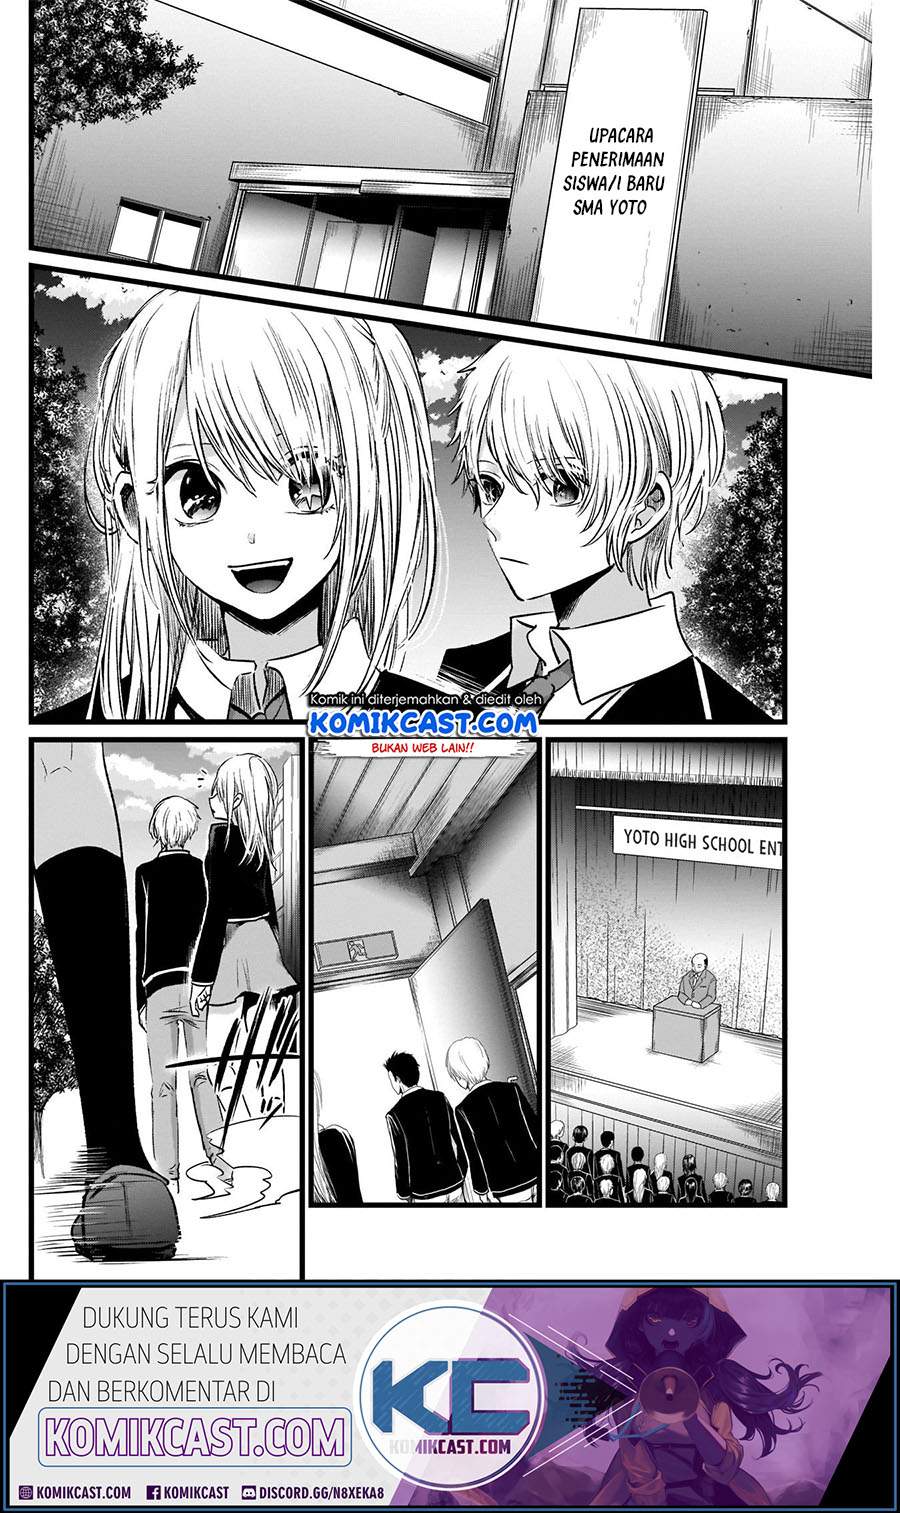 UPACARA
PENERIMAAN
SISWA/I BARU
SMA YOTO
Komik ini diterjemahkan & diedit oleh
KOMIKCAST.COM
BUKAN WEB LAIN!!
YOTO HIGH SCHOOL ENT
DUKUNG TERUS KAMI
DENGAN SELALU MEMBACA
DAN BERKOMENTAR DI
KOMIKCAST.COM
KC
KOMIKCAST.COM
KOMIKCAST.COM KOMIKCAST DISCORD.GG/N8XEKA8